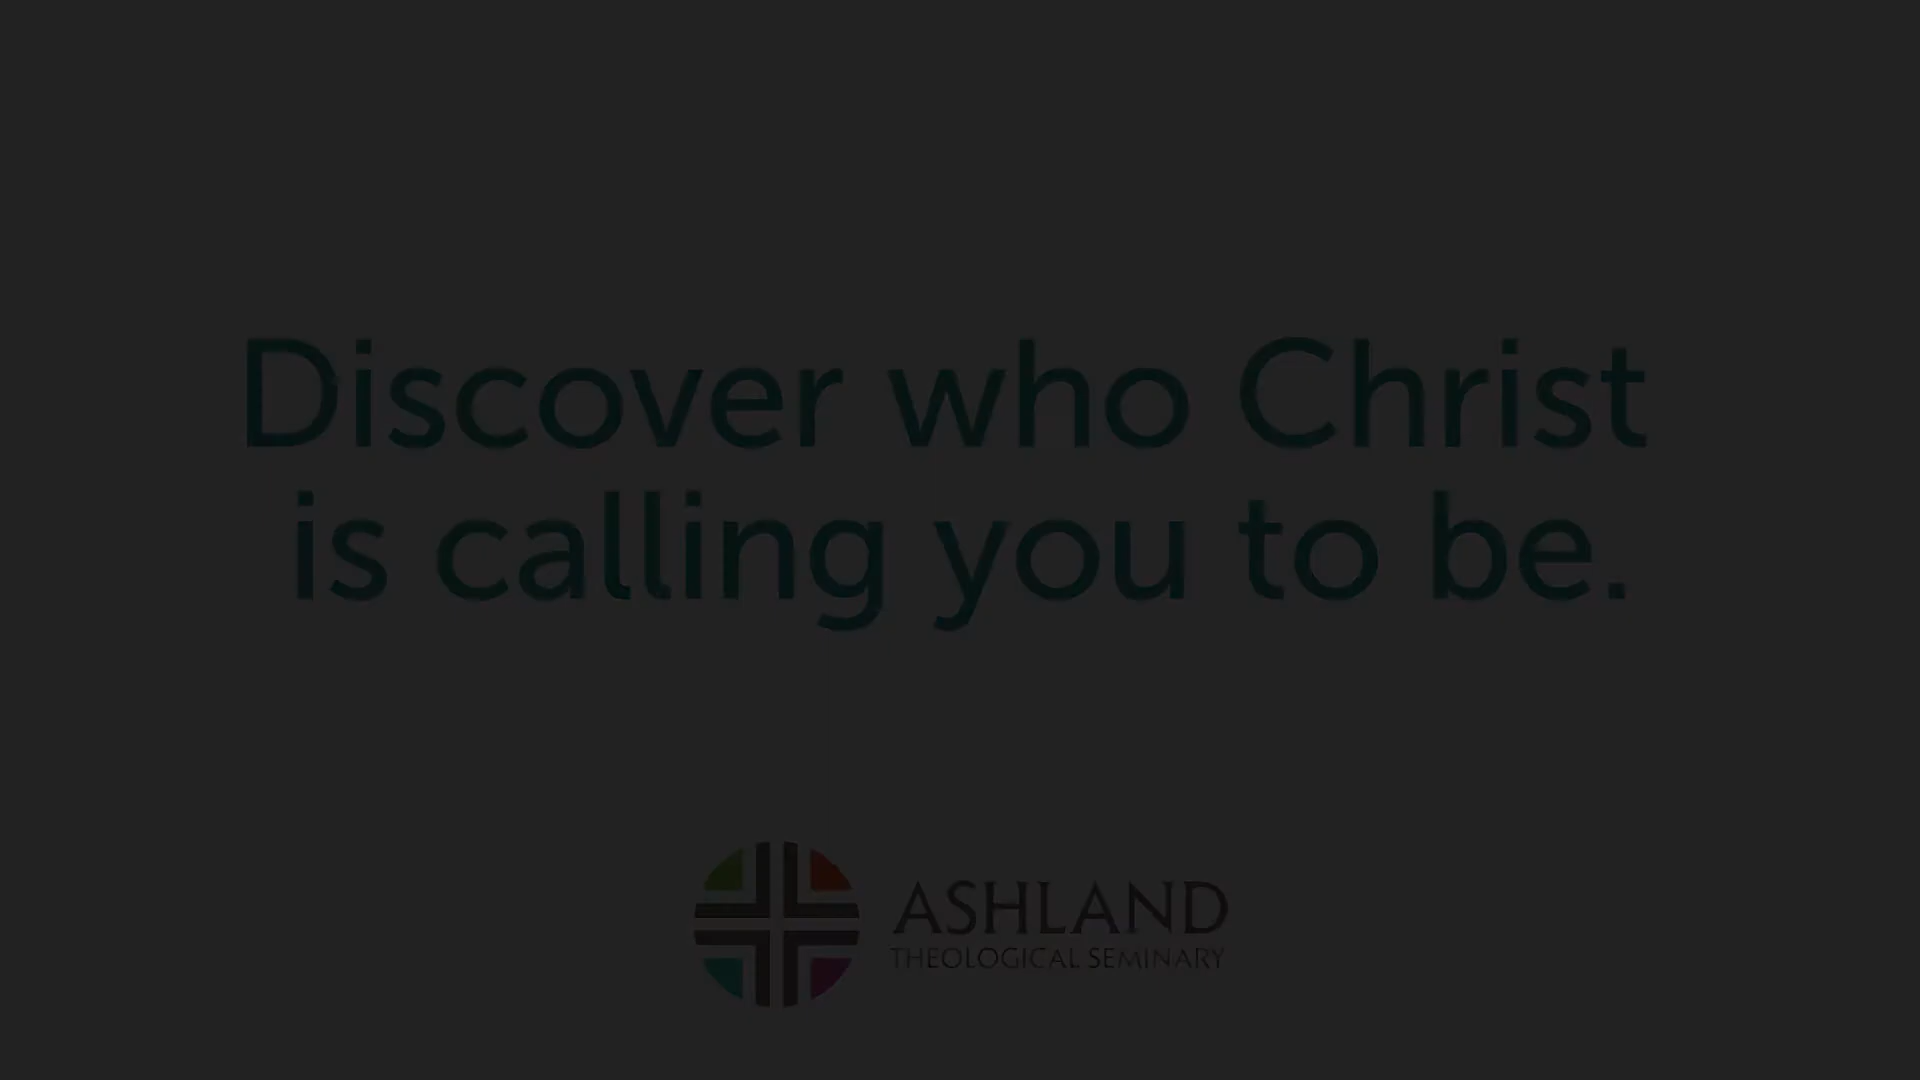 Discover who Christ
is calling you to be.
ASHLAND
THEOLOGICAL SEMINARY